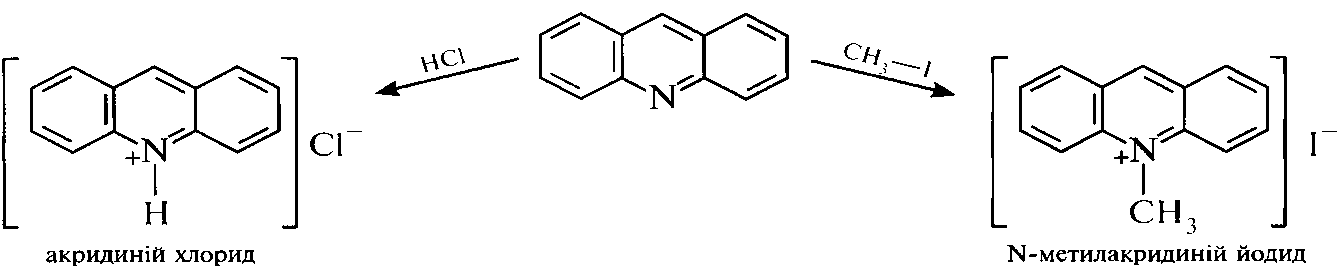 HCl
CH₃—I
N
+N
H
Cl⁻
+N
CH₃
I⁻
акридиній хлорид
N-метилакридиній йодид